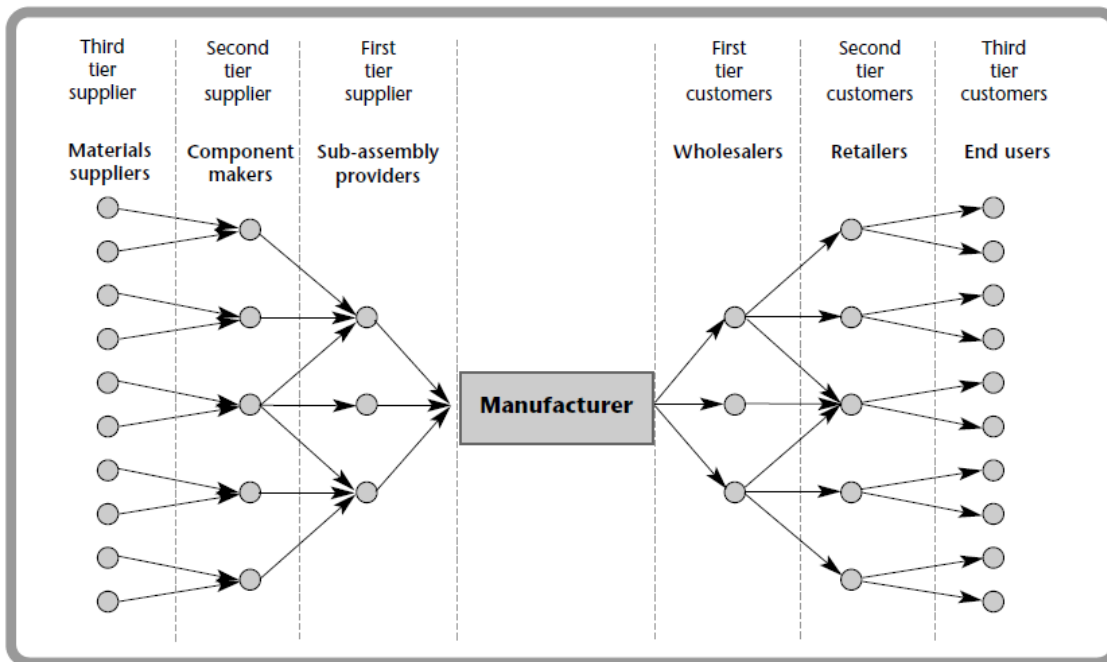 Third
tier
supplier
Second
tier
supplier
First
tier
supplier
First
tier
customers
Second
tier
customers
Third
tier
customers
Materials
suppliers
Component
makers
Sub-assembly
providers
Wholesalers
Retailers
End users
Manufacturer